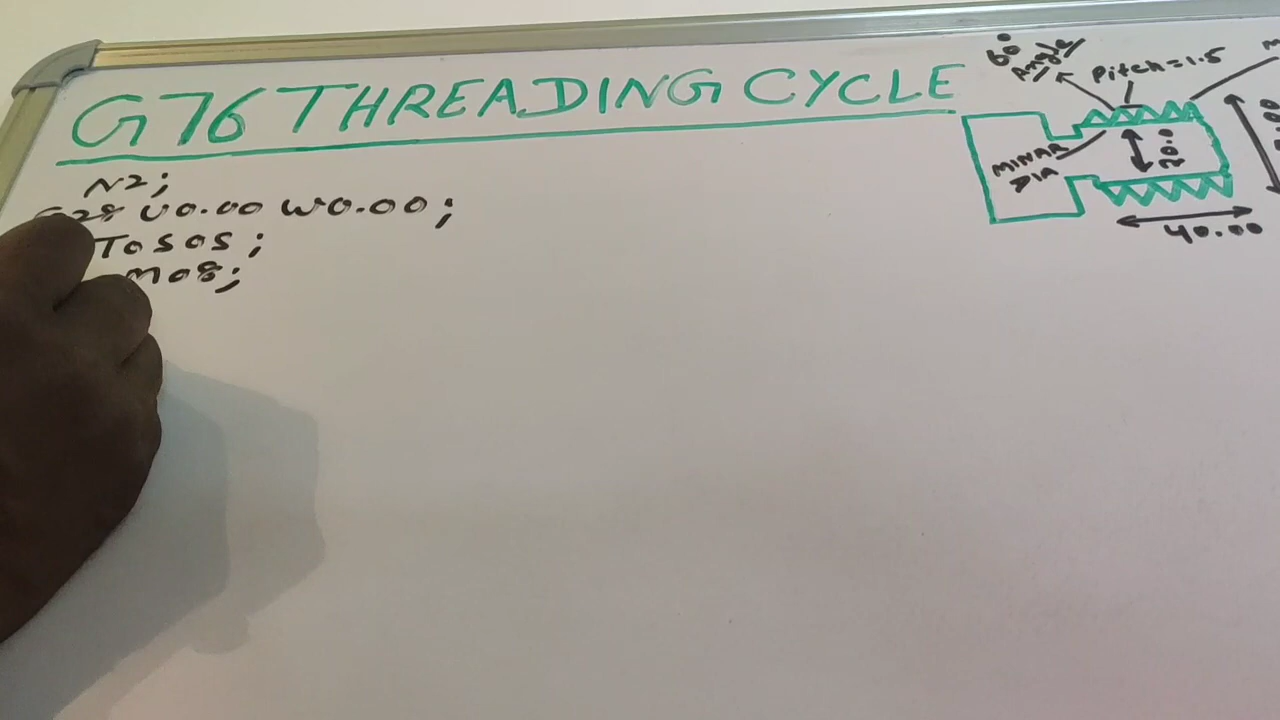 G76 THREADING CYCLE
N2;
G28 U0.00 W0.00;
T0505;
M08;
60°
Angle
Pitch=1.5
MINAR
DIA
40.00